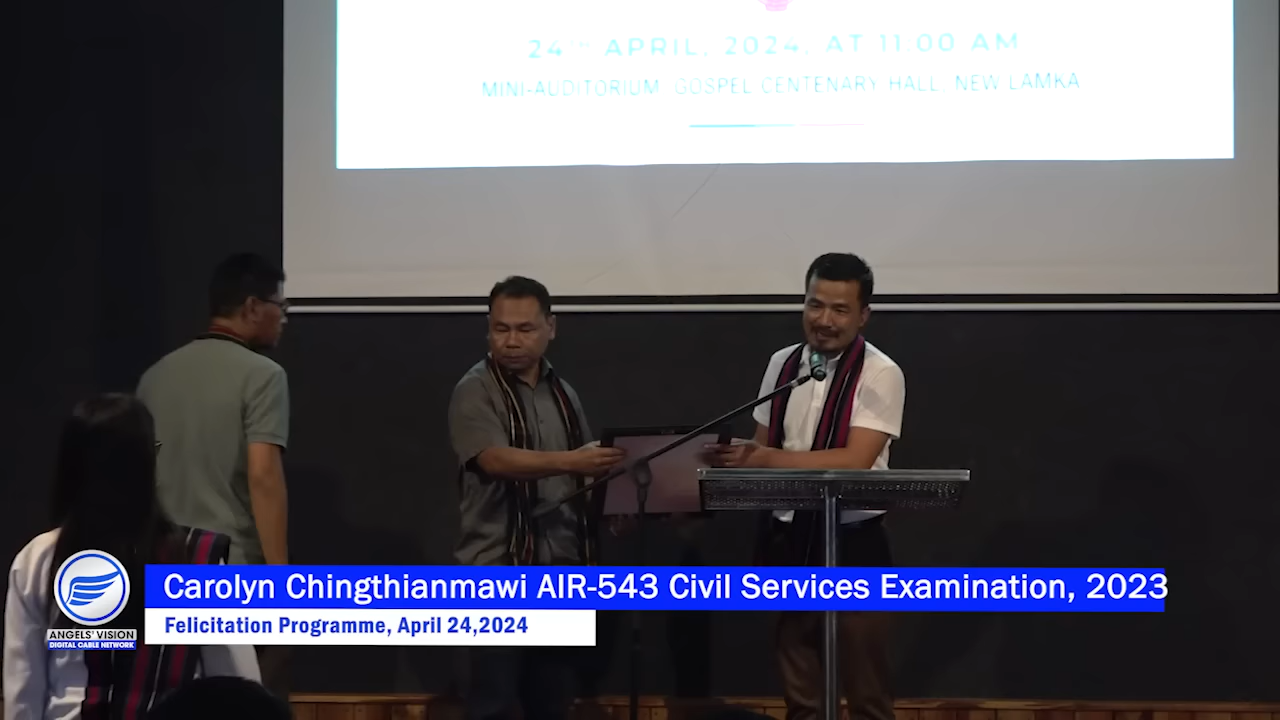 24TH APRIL, 2024, AT 11.00 AM
MINI-AUDITORIUM, GOSPEL CENTENARY HALL, NEW LAMKA
Carolyn Chingthianmawi AIR-543 Civil Services Examination, 2023
Felicitation Programme, April 24,2024
ANGELS' VISION
DIGITAL CABLE NETWORK